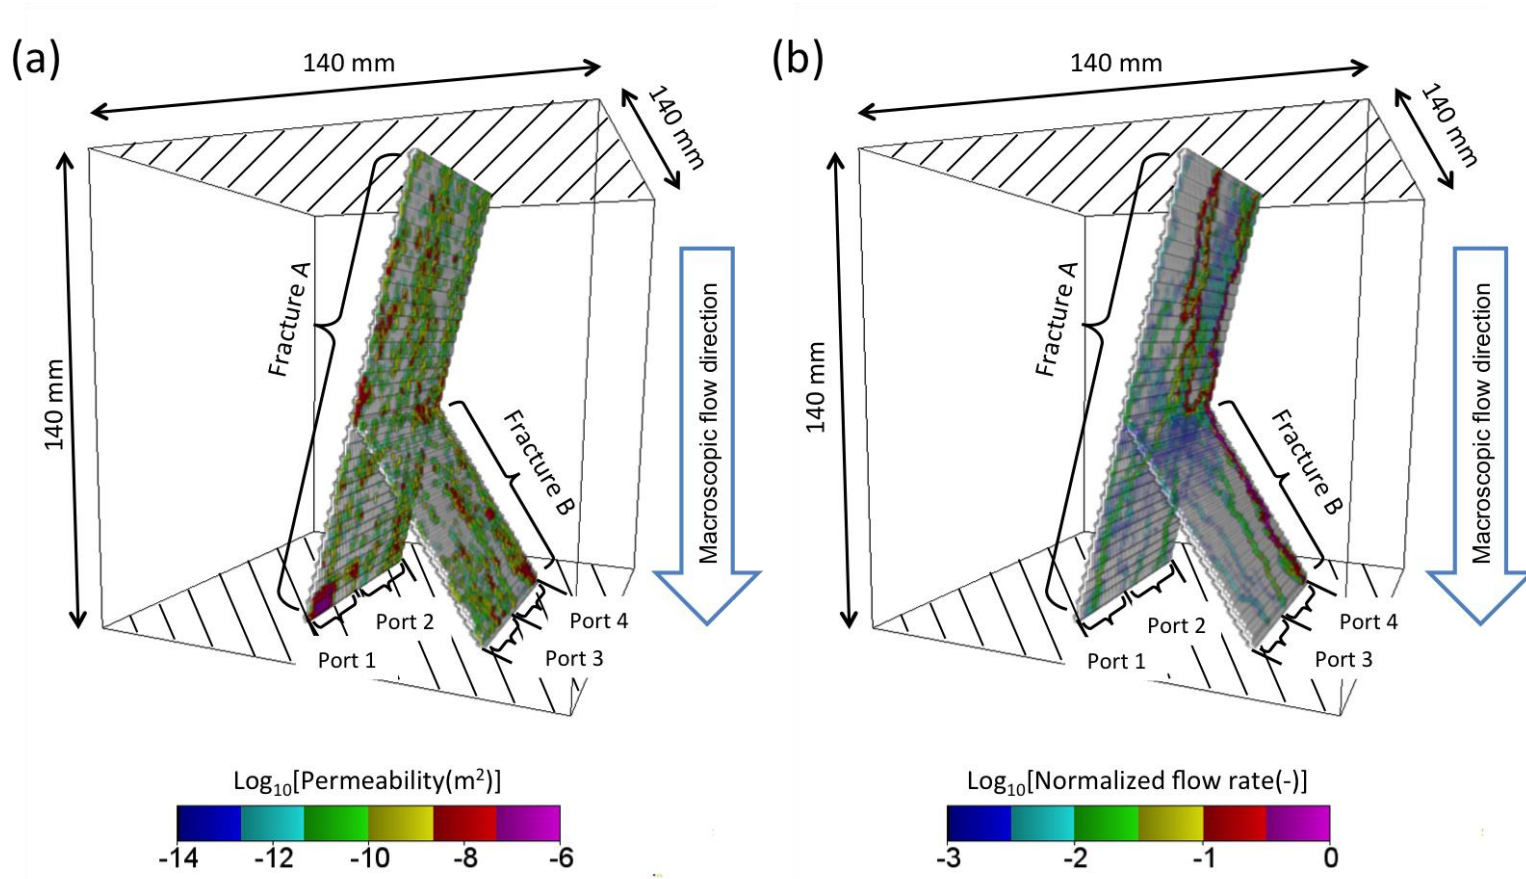 (a)
140 mm
140 mm
140 mm
Fracture A
Fracture B
Macroscopic flow direction
Port 1
Port 2
Port 3
Port 4
Log10[Permeability(m2)]
-14 -12 -10 -8 -6
(b)
140 mm
140 mm
140 mm
Fracture A
Fracture B
Macroscopic flow direction
Port 1
Port 2
Port 3
Port 4
Log10[Normalized flow rate(-)]
-3 -2 -1 0